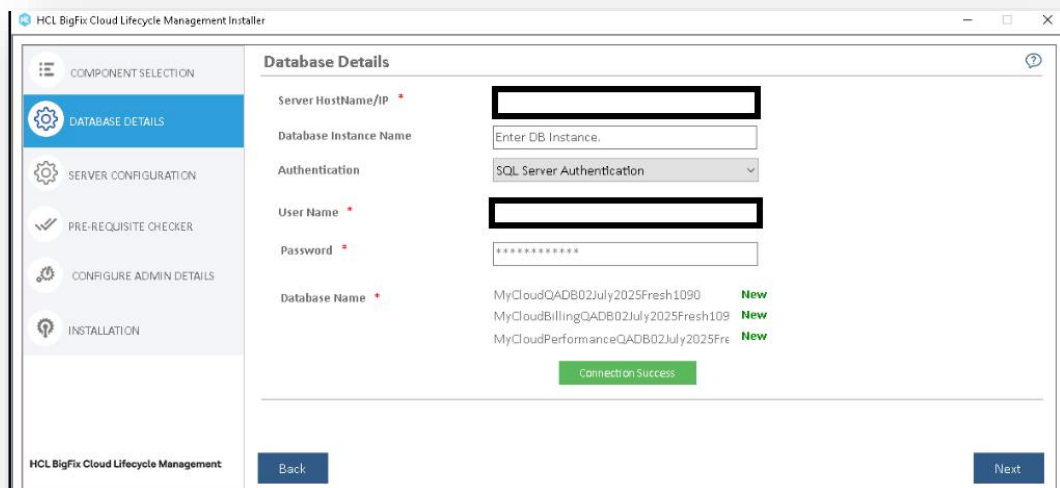 HCL BigFix Cloud Lifecycle Management Installer
COMPONENT SELECTION
DATABASE DETAILS
SERVER CONFIGURATION
PRE-REQUISITE CHECKER
CONFIGURE ADMIN DETAILS
INSTALLATION
HCL BigFix Cloud Lifecycle Management
Database Details
Server HostName/IP *
Database Instance Name Enter DB Instance.
Authentication SQL Server Authentication
User Name *
Password * ************
Database Name * MyCloudQADB02July2025Fresh1090 New
MyCloudBillingQADB02July2025Fresh109 New
MyCloudPerformanceQADB02July2025Fre New
Connection Success
Back
Next